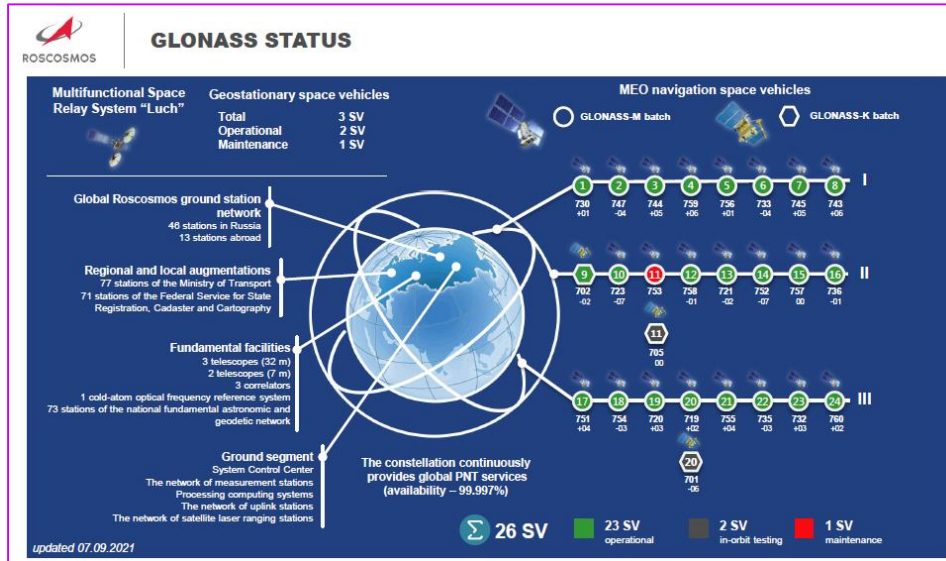 ROSCOSMOS
GLONASS STATUS
Multifunctional Space
Relay System “Luch”
Geostationary space vehicles
Total 3 SV
Operational 2 SV
Maintenance 1 SV
MEO navigation space vehicles
GLONASS-M batch
GLONASS-K batch
Global Roscosmos ground station
network
46 stations in Russia
13 stations abroad
Regional and local augmentations
77 stations of the Ministry of Transport
71 stations of the Federal Service for State
Registration, Cadaster and Cartography
Fundamental facilities
3 telescopes (32 m)
2 telescopes (7 m)
3 correlators
1 cold-atom optical frequency reference system
73 stations of the national fundamental astronomic and
geodetic network
Ground segment
System Control Center
The network of measurement stations
Processing computing systems
The network of uplink stations
The network of satellite laser ranging stations
1 2 3 4 5 6 7 8 I
730 747 744 759 756 733 745 743
+01 -04 +05 +06 +01 -04 +05 +06
9 10 11 12 13 14 15 16 II
702 723 753 758 721 752 757 736
-02 -07 -01 -02 -07 00 -01
11
705
00
17 18 19 20 21 22 23 24 III
751 754 720 719 755 735 732 760
+04 -03 +03 +02 +04 -03 +03 +02
20
701
-06
The constellation continuously
provides global PNT services
(availability – 99.997%)
Σ 26 SV
23 SV
operational
2 SV
in-orbit testing
1 SV
maintenance
updated 07.09.2021